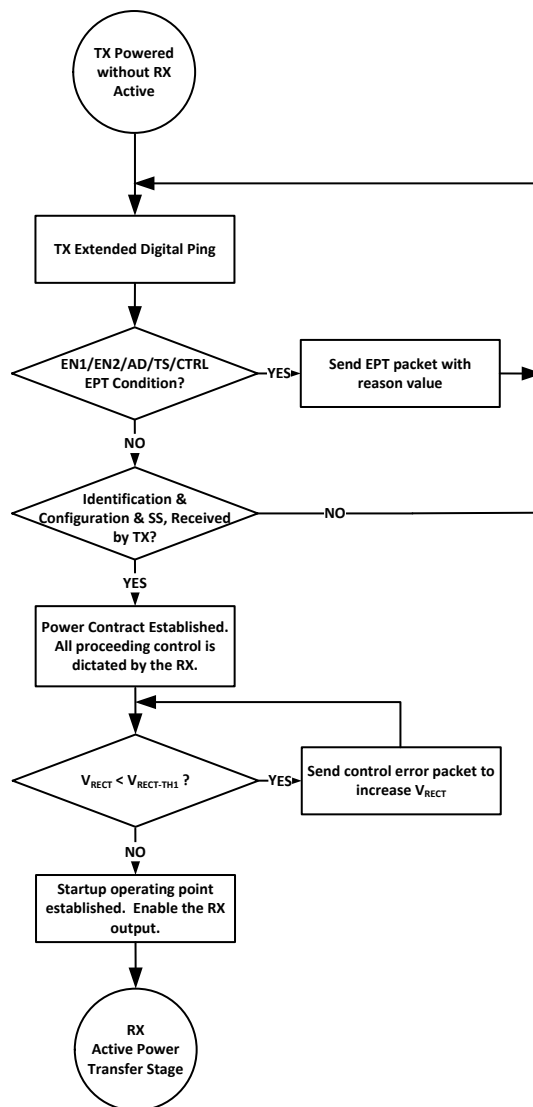 TX Powered
without RX
Active
TX Extended Digital Ping
EN1/EN2/AD/TS/CTRL
EPT Condition?
YES
Send EPT packet with
reason value
NO
Identification &
Configuration & SS, Received
by TX?
NO
YES
Power Contract Established.
All proceeding control is
dictated by the RX.
VRECT < VRECT-TH1 ?
YES
Send control error packet to
increase VRECT
NO
Startup operating point
established. Enable the RX
output.
RX
Active Power
Transfer Stage